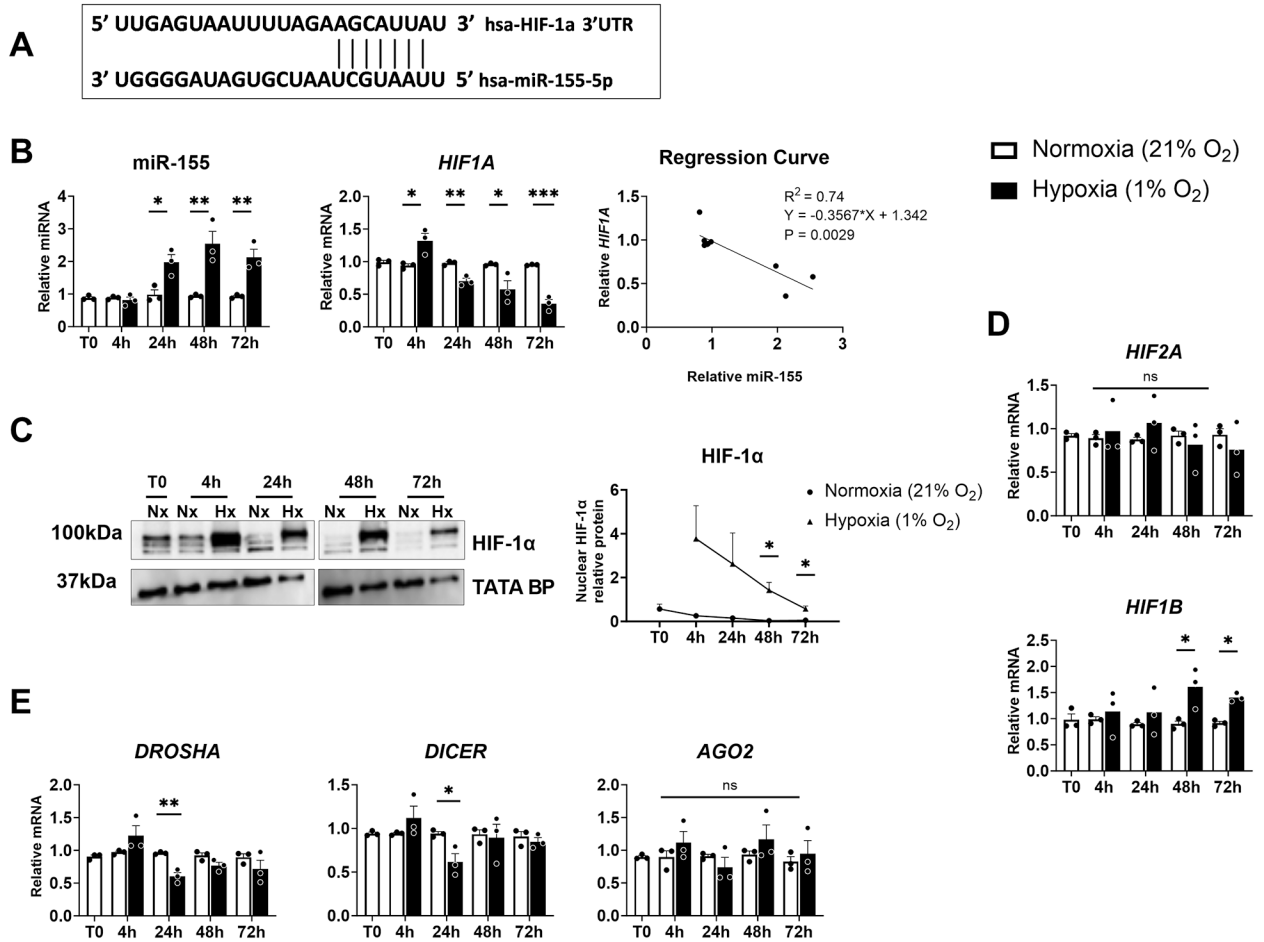 A
5’ UUGAGUAAUUUUAGAAGCAUUAU 3’ hsa-HIF-1a 3’UTR
3’ UGGGGAUAGUGCUAAUCGUAAUU 5’ hsa-miR-155-5p
B
miR-155
Relative miRNA
4
3
2
1
0
* ** **
T0 4h 24h 48h 72h
HIF1A
Relative mRNA
2.0
1.5
1.0
0.5
0.0
* ** * ***
T0 4h 24h 48h 72h
Regression Curve
Relative HIF1A
1.5
1.0
0.5
0.0
R2 = 0.74
Y = -0.3567*X + 1.342
P = 0.0029
0 1 2 3
Relative miR-155
Normoxia (21% O2)
Hypoxia (1% O2)
C
T0 4h 24h 48h 72h
Nx Nx Hx Nx Hx Nx Hx Nx Hx
100kDa
HIF-1α
37kDa
TATA BP
HIF-1α
Nuclear HIF-1α
relative protein
6
4
2
0
* *
T0 4h 24h 48h 72h
Normoxia (21% O2)
Hypoxia (1% O2)
D
HIF2A
Relative mRNA
1.5
1.0
0.5
0.0
ns
T0 4h 24h 48h 72h
HIF1B
Relative mRNA
2.5
2.0
1.5
1.0
0.5
0.0
* *
T0 4h 24h 48h 72h
E
DROSHA
Relative mRNA
2.0
1.5
1.0
0.5
0.0
**
T0 4h 24h 48h 72h
DICER
1.5
1.0
0.5
0.0
*
T0 4h 24h 48h 72h
AGO2
2.0
1.5
1.0
0.5
0.0
ns
T0 4h 24h 48h 72h